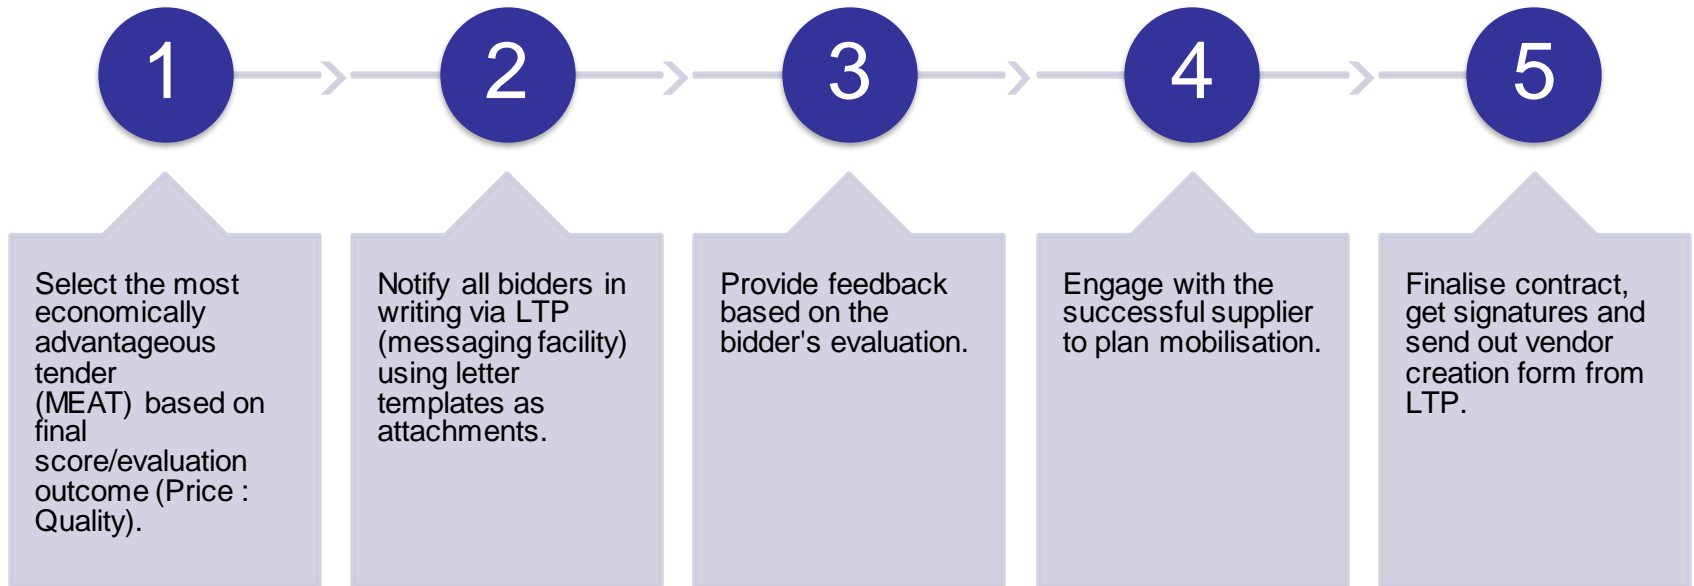 1
2
3
4
5
Select the most
economically
advantageous
tender
(MEAT) based on
final
score/evaluation
outcome (Price :
Quality).
Notify all bidders in
writing via LTP
(messaging facility)
using letter
templates as
attachments.
Provide feedback
based on the
bidder's evaluation.
Engage with the
successful supplier
to plan mobilisation.
Finalise contract,
get signatures and
send out vendor
creation form from
LTP.